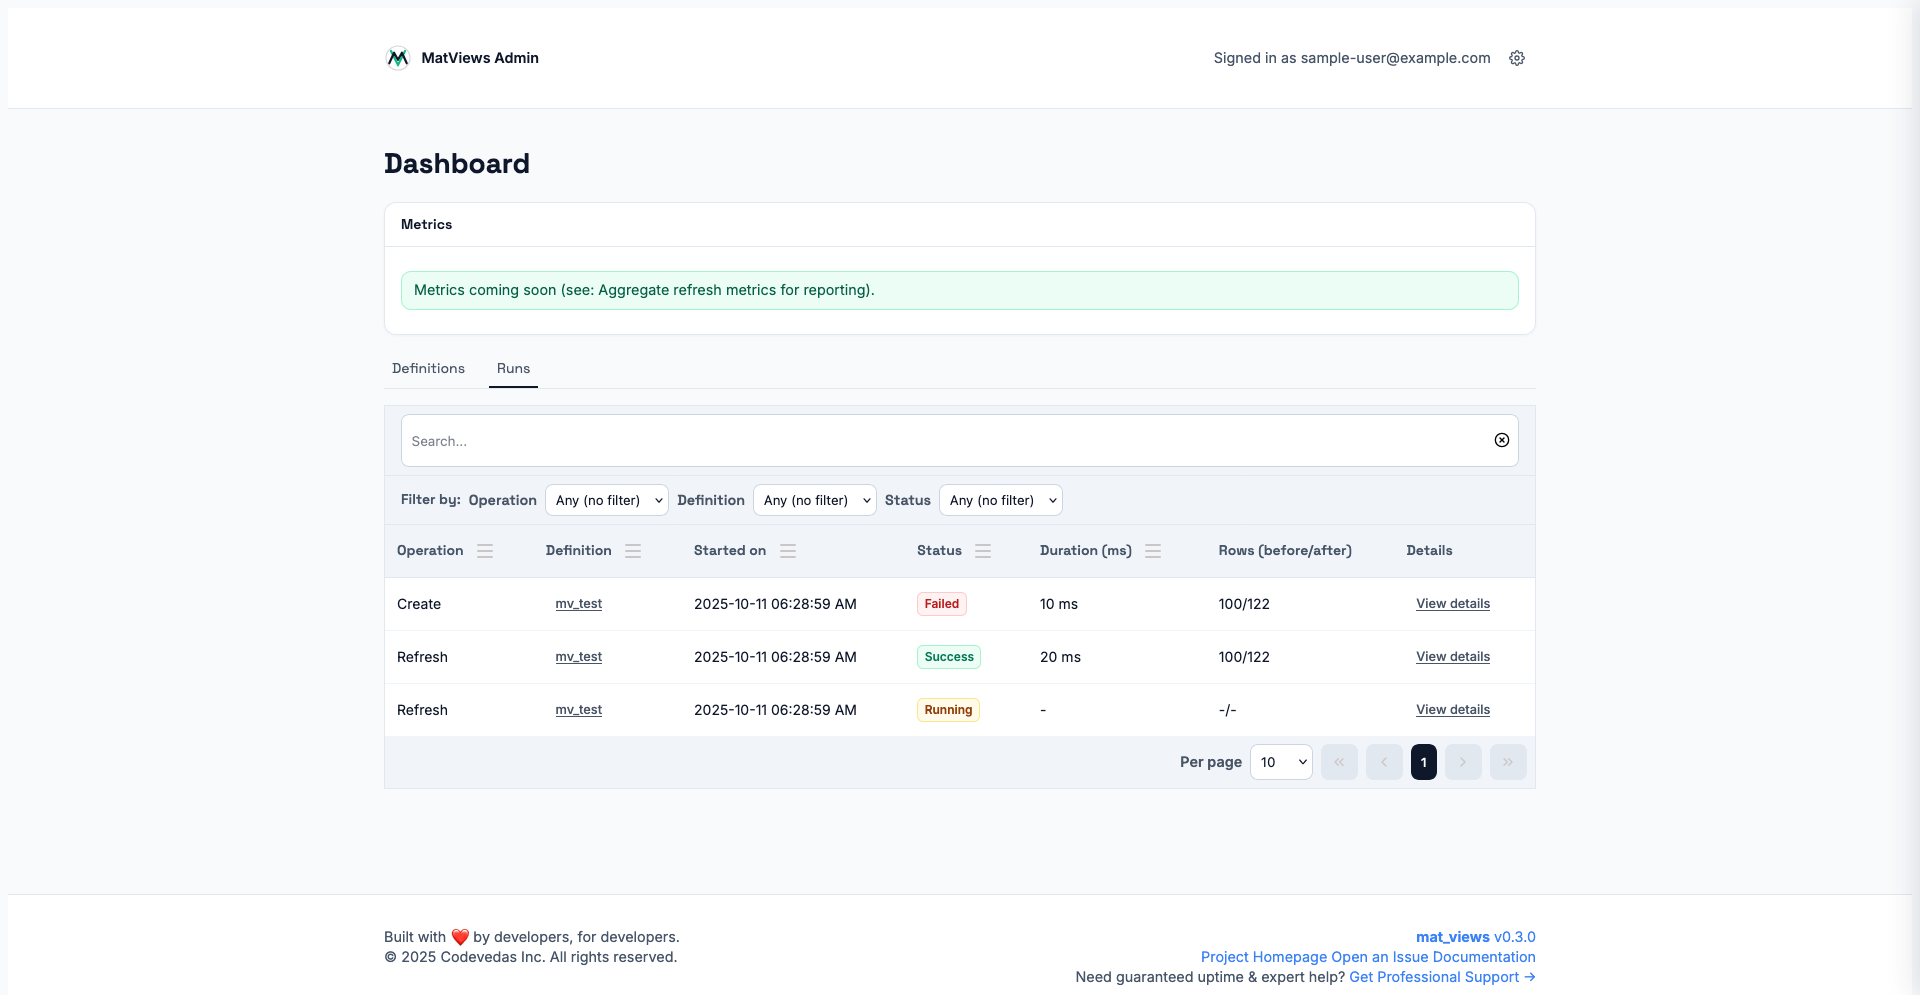 MatViews Admin
Signed in as sample-user@example.com
Dashboard
Metrics
Metrics coming soon (see: Aggregate refresh metrics for reporting).
Definitions Runs
Search...
Filter by: Operation Any (no filter) Definition Any (no filter) Status Any (no filter)
Operation Definition Started on Status Duration (ms) Rows (before/after) Details
Create mv_test 2025-10-11 06:28:59 AM Failed 10 ms 100/122 View details
Refresh mv_test 2025-10-11 06:28:59 AM Success 20 ms 100/122 View details
Refresh mv_test 2025-10-11 06:28:59 AM Running - -/- View details
Per page 10 « ‹ 1 › »
Built with ❤️ by developers, for developers.
© 2025 Codevedas Inc. All rights reserved.
mat_views v0.3.0
Project Homepage Open an Issue Documentation
Need guaranteed uptime & expert help? Get Professional Support →